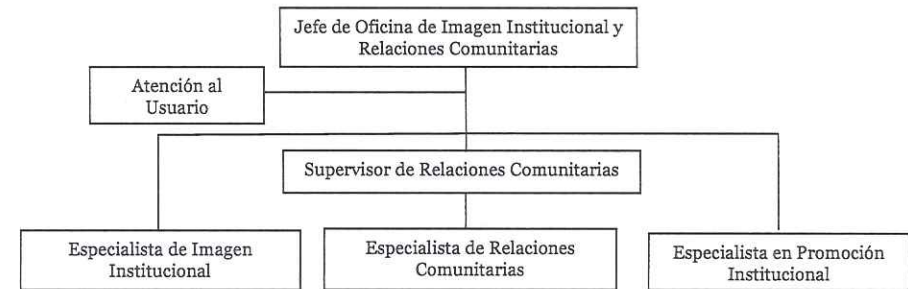 Jefe de Oficina de Imagen Institucional y
Relaciones Comunitarias
Atención al
Usuario
Supervisor de Relaciones Comunitarias
Especialista de Imagen
Institucional
Especialista de Relaciones
Comunitarias
Especialista en Promoción
Institucional